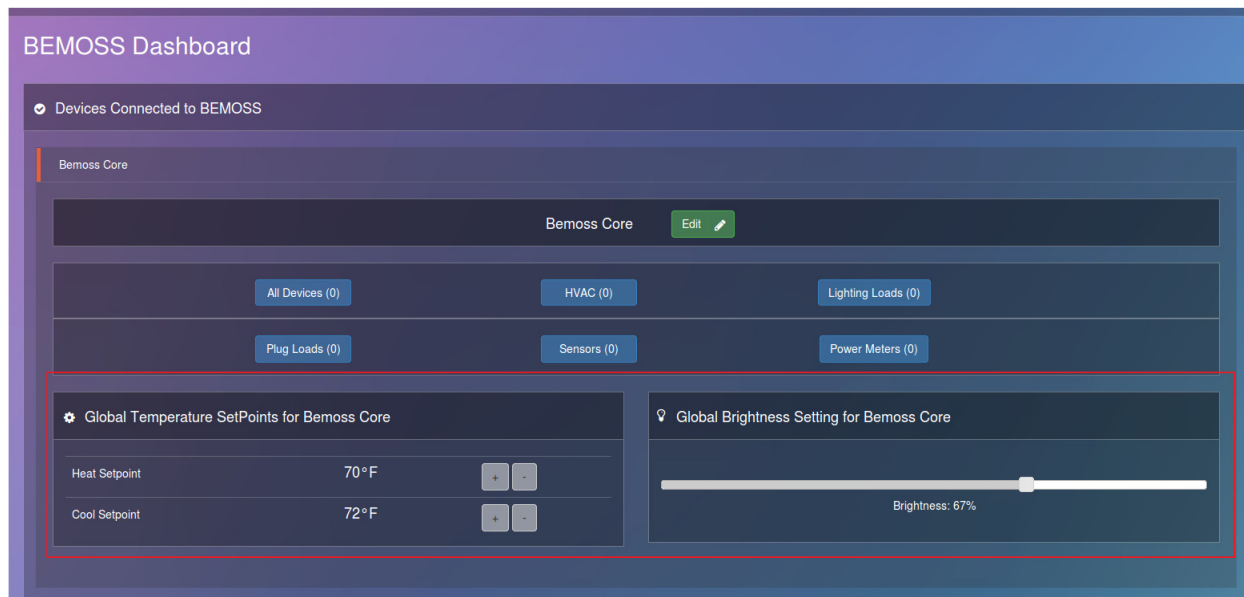 BEMOSS Dashboard
Devices Connected to BEMOSS
Bemoss Core
Bemoss Core Edit
All Devices (0) HVAC (0) Lighting Loads (0)
Plug Loads (0) Sensors (0) Power Meters (0)
Global Temperature SetPoints for Bemoss Core
Heat Setpoint 70°F + -
Cool Setpoint 72°F + -
Global Brightness Setting for Bemoss Core
Brightness: 67%